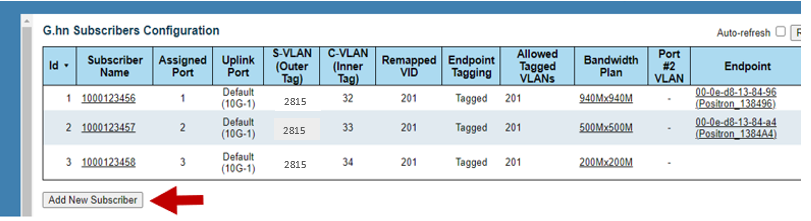 G.hn Subscribers Configuration
Auto-refresh R
Id Subscriber Name Assigned Port Uplink Port S-VLAN (Outer Tag) C-VLAN (Inner Tag) Remapped VID Endpoint Tagging Allowed Tagged VLANs Bandwidth Plan Port #2 VLAN Endpoint
1 1000123456 1 Default (10G-1) 2815 32 201 Tagged 201 940Mx940M - 00-0e-d8-13-84-96 (Positron_138496)
2 1000123457 2 Default (10G-1) 2815 33 201 Tagged 201 500Mx500M - 00-0e-d8-13-84-a4 (Positron_1384A4)
3 1000123458 3 Default (10G-1) 2815 34 201 Tagged 201 200Mx200M -
Add New Subscriber